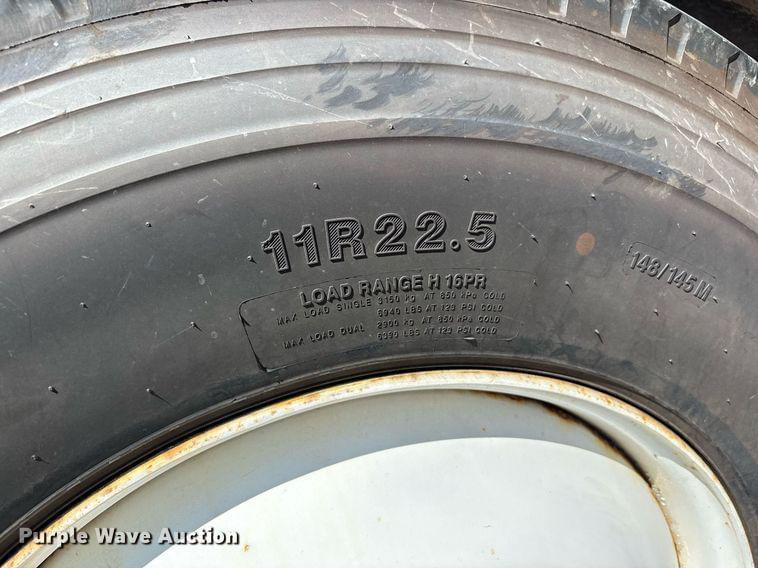 11R22.5
148/145M
LOAD RANGE H 16PR
MAX LOAD SINGLE 3150 kg AT 850 kPa COLD
6940 LBS AT 123 PSI COLD
MAX LOAD DUAL 2900 kg AT 850 kPa COLD
6390 LBS AT 123 PSI COLD
Purple Wave Auction